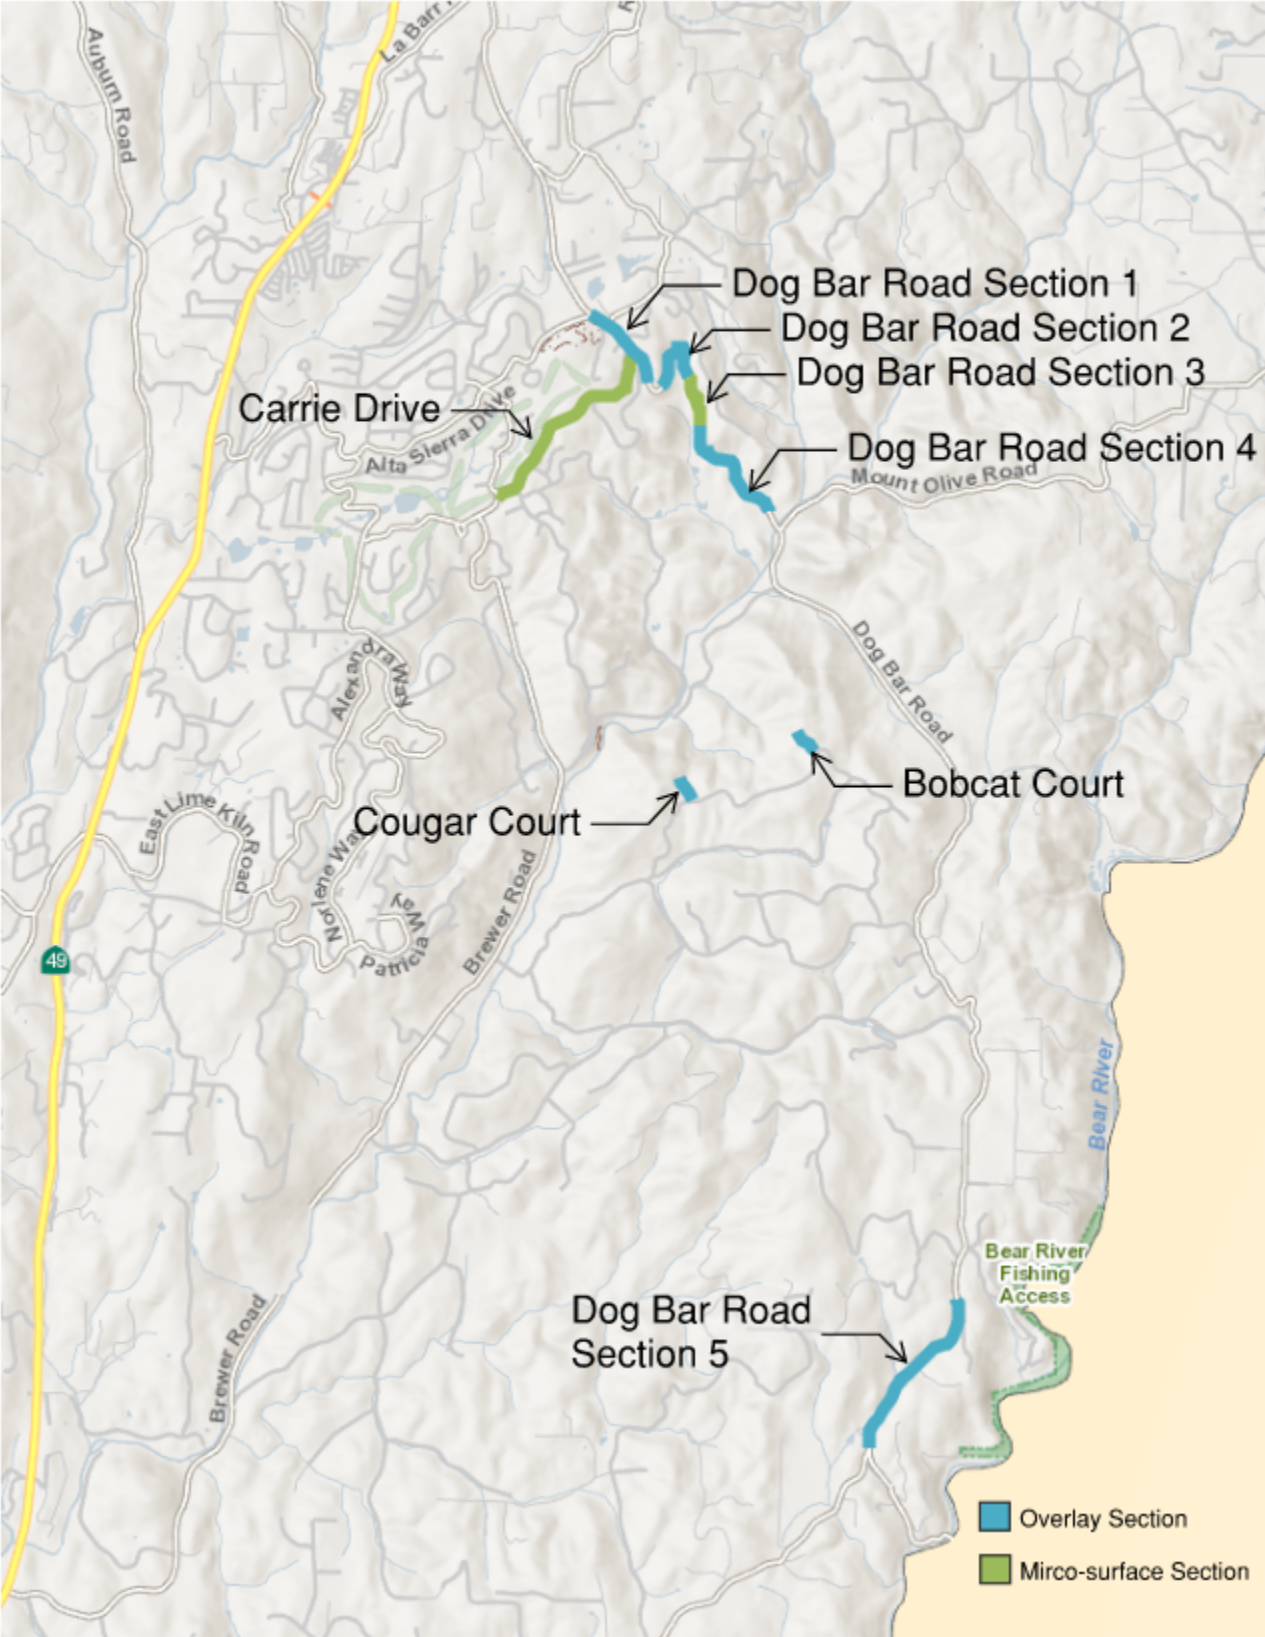 La Barr
Auburn Road
Dog Bar Road Section 1
Dog Bar Road Section 2
Dog Bar Road Section 3
Carrie Drive
Alta Sierra Drive
Dog Bar Road Section 4
Mount Olive Road
Dog Bar Road
Alexandra Way
Bobcat Court
Cougar Court
East Lime Kiln Road
Norlene Way
Patricia Way
Brewer Road
49
Bear River
Bear River
Fishing
Access
Dog Bar Road
Section 5
Brewer Road
Overlay Section
Mirco-surface Section